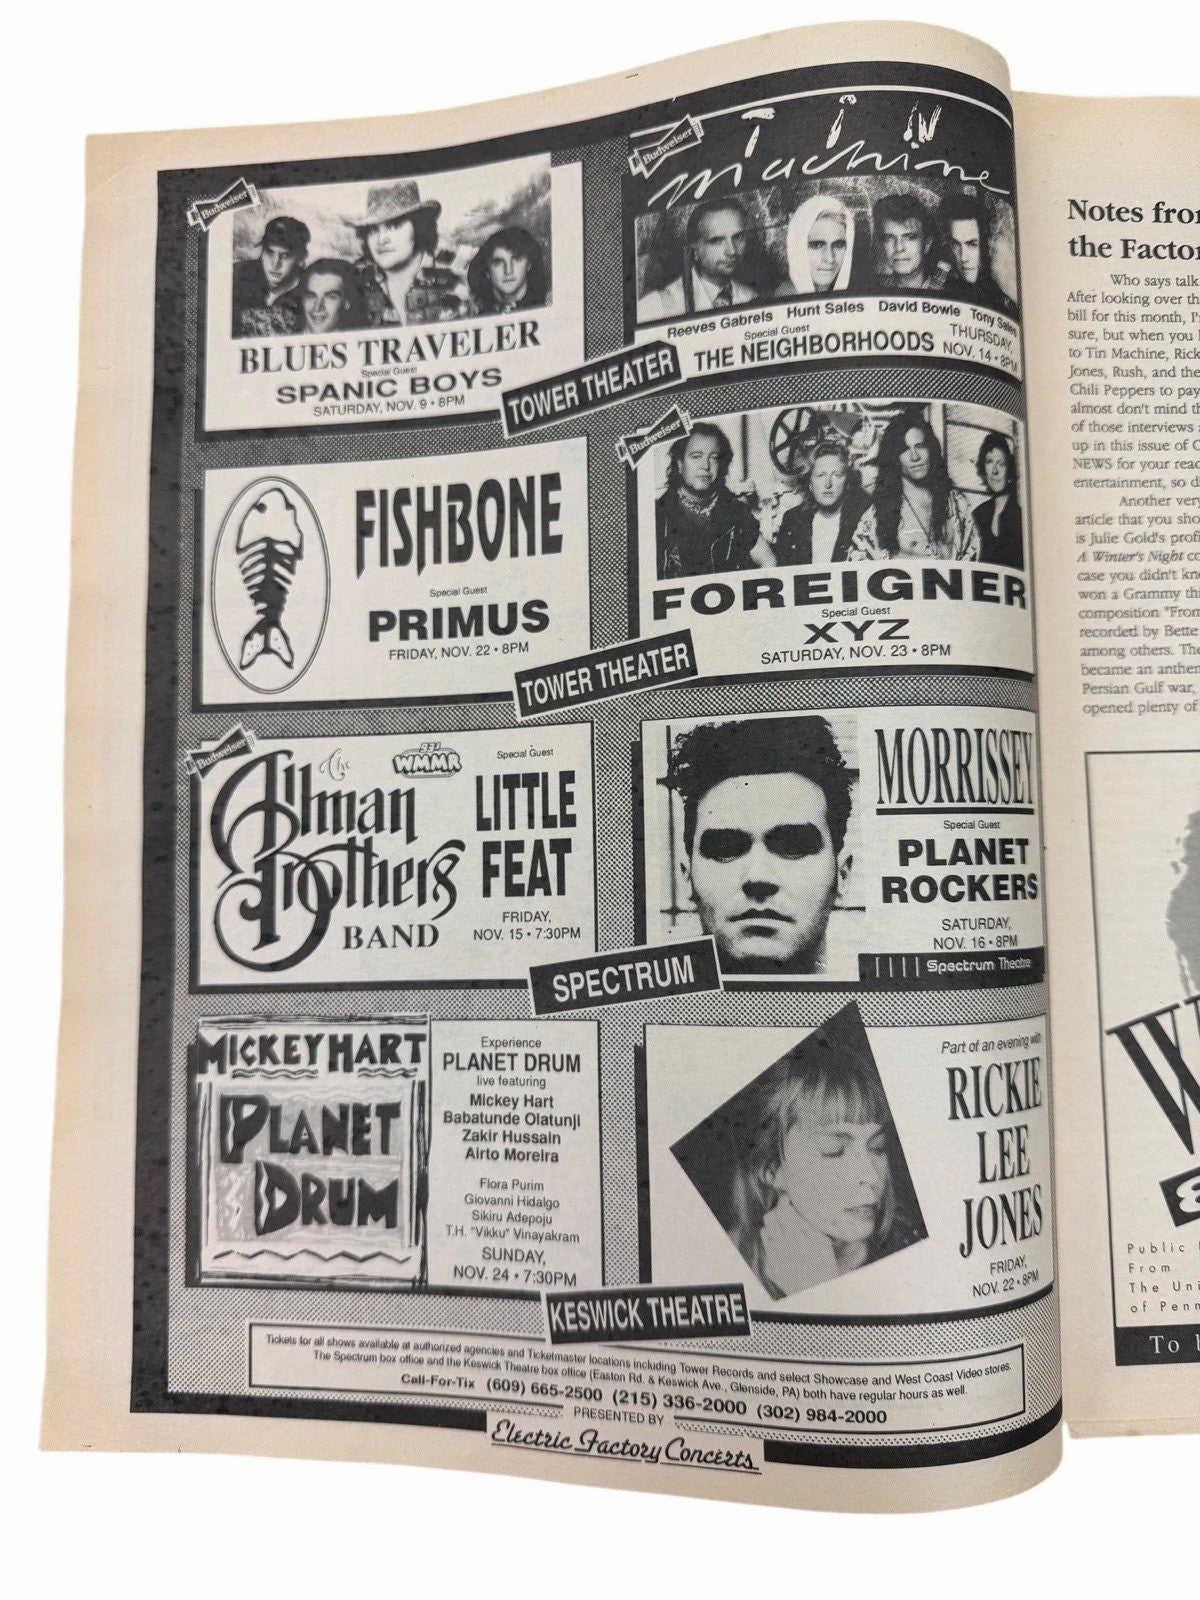 Budweiser
BLUES TRAVELER
Special Guest
SPANIC BOYS
SATURDAY, NOV. 9 • 8PM
Budweiser
TIN
machine
Reeves Gabrels Hunt Sales David Bowie Tony Sales
Special Guest
THE NEIGHBORHOODS
THURSDAY,
NOV. 14 • 8PM
TOWER THEATER
FISHBONE
Special Guest
PRIMUS
FRIDAY, NOV. 22 • 8PM
Budweiser
FOREIGNER
Special Guest
XYZ
SATURDAY, NOV. 23 • 8PM
TOWER THEATER
Budweiser
The
Allman
Brothers
BAND
WMMR
Special Guest
LITTLE
FEAT
FRIDAY,
NOV. 15 • 7:30PM
MORRISSEY
Special Guest
PLANET
ROCKERS
SATURDAY,
NOV. 16 • 8PM
Spectrum Theatre
SPECTRUM
MICKEY HART
PLANET
DRUM
Experience
PLANET DRUM
live featuring
Mickey Hart
Babatunde Olatunji
Zakir Hussain
Airto Moreira
Flora Purim
Giovanni Hidalgo
Sikiru Adepoju
T.H. "Vikku" Vinayakram
SUNDAY,
NOV. 24 • 7:30PM
Part of an evening with
RICKIE
LEE
JONES
FRIDAY,
NOV. 22 • 8PM
KESWICK THEATRE
Tickets for all shows available at authorized agencies and Ticketmaster locations including Tower Records and select Showcase and West Coast Video stores.
The Spectrum box office and the Keswick Theatre box office (Easton Rd. & Keswick Ave., Glenside, PA) both have regular hours as well.
Call-For-Tix (609) 665-2500 (215) 336-2000 (302) 984-2000
PRESENTED BY
Electric Factory Concerts
Notes from
the Factor
Who says talk
After looking over th
bill for this month, I'
sure, but when you
to Tin Machine, Rick
Jones, Rush, and the
Chili Peppers to pay
almost don't mind th
of those interviews
up in this issue of C
NEWS for your reac
entertainment, so d
Another very
article that you sho
is Julie Gold's profi
A Winter's Night co
case you didn't kn
won a Grammy thi
composition "From
recorded by Bette
among others. The
became an anthem
Persian Gulf war,
opened plenty of
W
&
Public
From
The Uni
of Penn
To